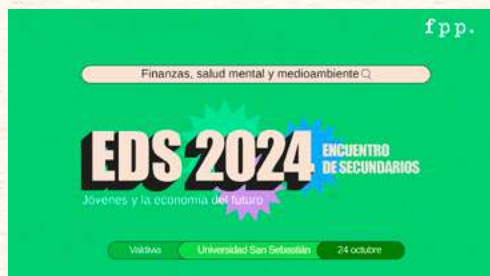 fpp.
Finanzas, salud mental y medioambiente
EDS 2024
ENCUENTRO
DE SECUNDARIOS
Jóvenes y la economía del futuro
Valdivia
Universidad San Sebastián
24 octubre